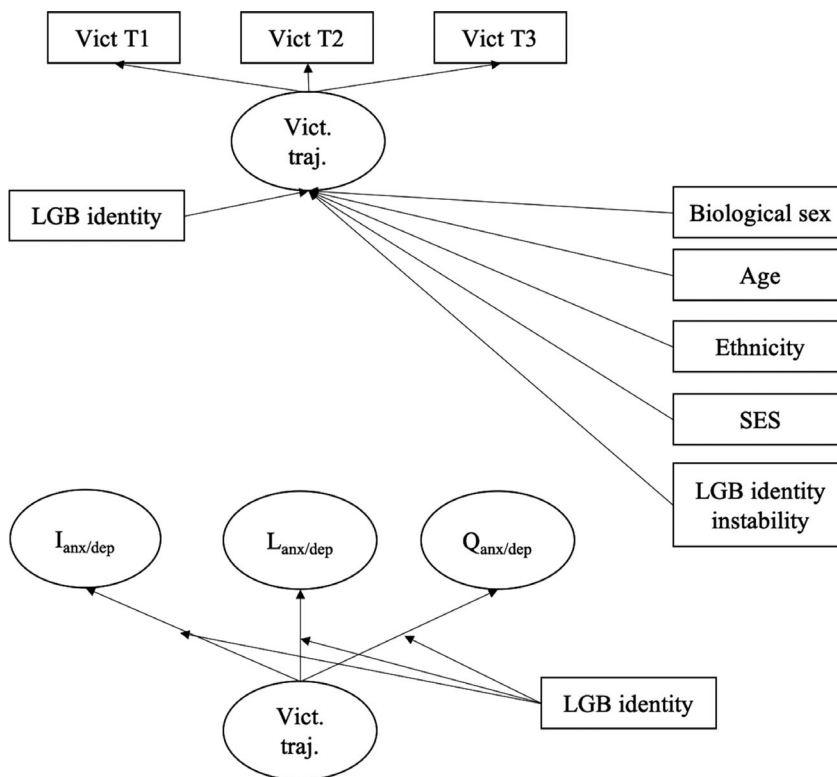 Vict T1
Vict T2
Vict T3
Vict.
traj.
LGB identity
Biological sex
Age
Ethnicity
SES
LGB identity
instability
Ianx/dep
Lanx/dep
Qanx/dep
Vict.
traj.
LGB identity